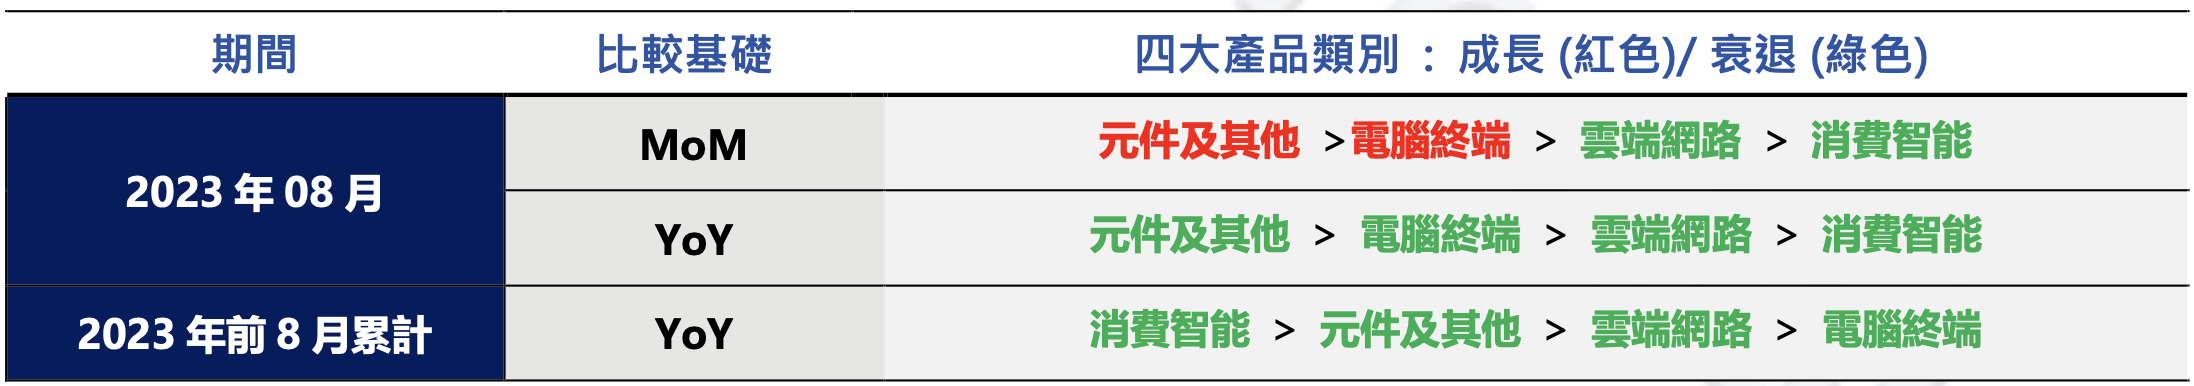 期間 比較基礎 四大產品類別 : 成長 (紅色)/ 衰退 (綠色)
2023 年 08 月
MoM 元件及其他 >電腦終端 > 雲端網路 > 消費智能
YoY 元件及其他 > 電腦終端 > 雲端網路 > 消費智能
2023 年前 8 月累計 YoY 消費智能 > 元件及其他 > 雲端網路 > 電腦終端